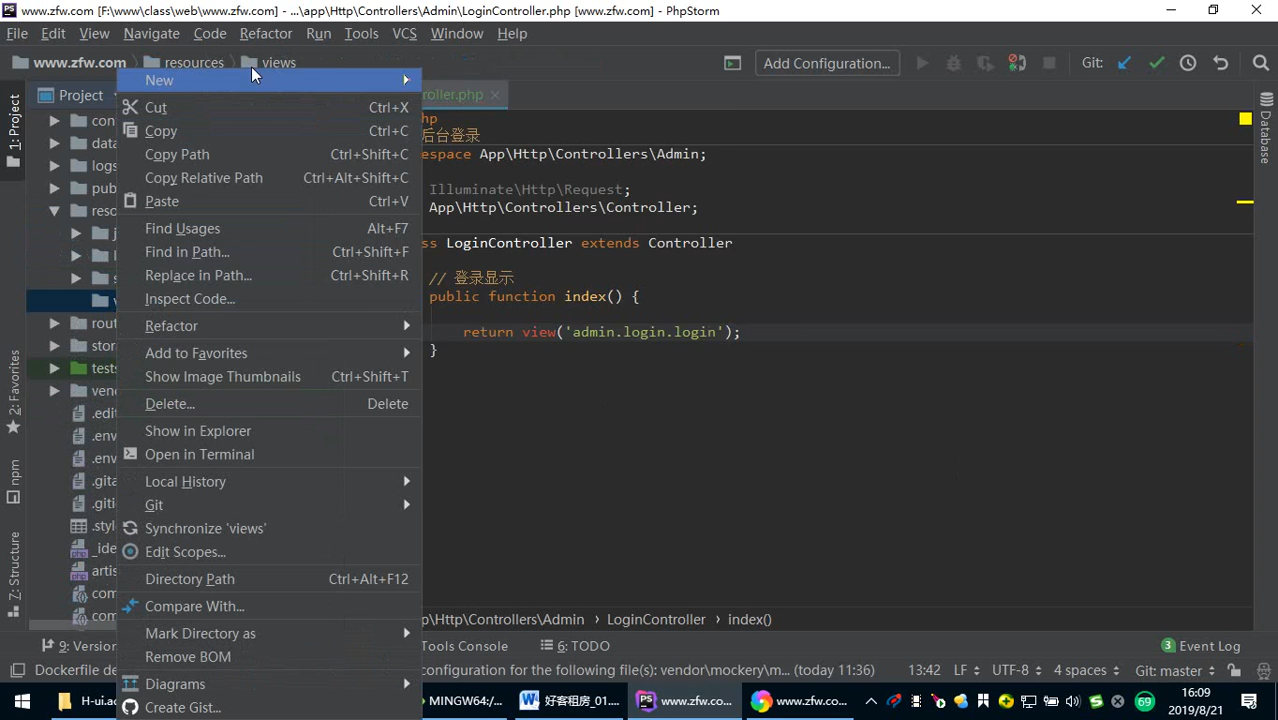 www.zfw.com [F:\www\class\web\www.zfw.com] - ...\app\Http\Controllers\Admin\LoginController.php [www.zfw.com] - PhpStorm
File Edit View Navigate Code Refactor Run Tools VCS Window Help
www.zfw.com resources views Add Configuration... Git:
1: Project
2: Favorites
npm
Z: Structure
Project
con
data
logs
pub
reso
j
l
s
v
rout
stor
tests
ven
.edi
.env
.env
.gita
.giti
.style
_ide
artis
com
com
New
Cut Ctrl+X
Copy Ctrl+C
Copy Path Ctrl+Shift+C
Copy Relative Path Ctrl+Alt+Shift+C
Paste Ctrl+V
Find Usages Alt+F7
Find in Path... Ctrl+Shift+F
Replace in Path... Ctrl+Shift+R
Inspect Code...
Refactor
Add to Favorites
Show Image Thumbnails Ctrl+Shift+T
Delete... Delete
Show in Explorer
Open in Terminal
Local History
Git
Synchronize 'views'
Edit Scopes...
Directory Path Ctrl+Alt+F12
Compare With...
Mark Directory as
Remove BOM
Diagrams
Create Gist...
roller.php
hp
后台登录
espace App\Http\Controllers\Admin;
Illuminate\Http\Request;
App\Http\Controllers\Controller;
ss LoginController extends Controller
// 登录显示
public function index() {
return view('admin.login.login');
}
Database
p\Http\Controllers\Admin › LoginController › index()
9: Version Tools Console 6: TODO 3 Event Log
Dockerfile de configuration for the following file(s): vendor/mockery/m... (today 11:36) 13:42 LF UTF-8 4 spaces Git: master
H-ui.a MINGW64:/... 好客租房_01.... www.zfw.com... www.zfw.com... 69 16:09
2019/8/21